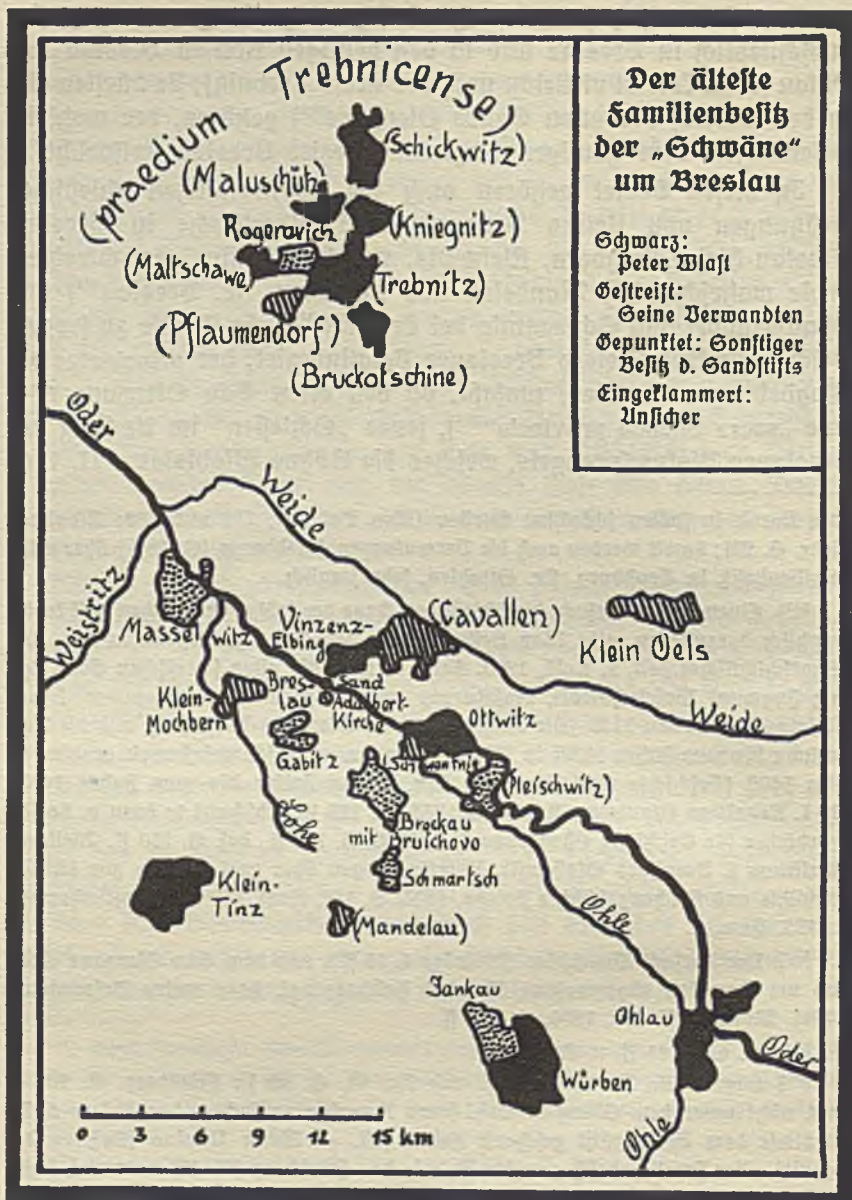 (praedium Trebnicense)
(Schickwitz)
(Maluschütz)
Rogerovich
(Kniegnitz)
(Maltschawe)
(Trebnitz)
(Pflaumendorf)
(Bruckotschine)
Der älteste
Familienbesitz
der „Schwäne“
um Breslau
Schwarz:
Peter Wlast
Gestreift:
Seine Verwandten
Gepunktet: Sonstiger
Besitz d. Sandstifts
Eingeklammert:
Unsicher
Oder
Weide
Weistritz
Masselwitz
Vinzenz-
Elbing
(Cavallen)
Klein Oels
Klein-
Mochbern
Bres-
lau
Sand
Adalbert-
Kirche
Weide
Ottwitz
Gabitz
(Pleischwitz)
Lohe
mit
Brockau
Schmartsch
Klein-
Tinz
(Mandelau)
Ohle
Jankau
Ohlau
Oder
Würben
0 3 6 9 12 15 km
Ohle